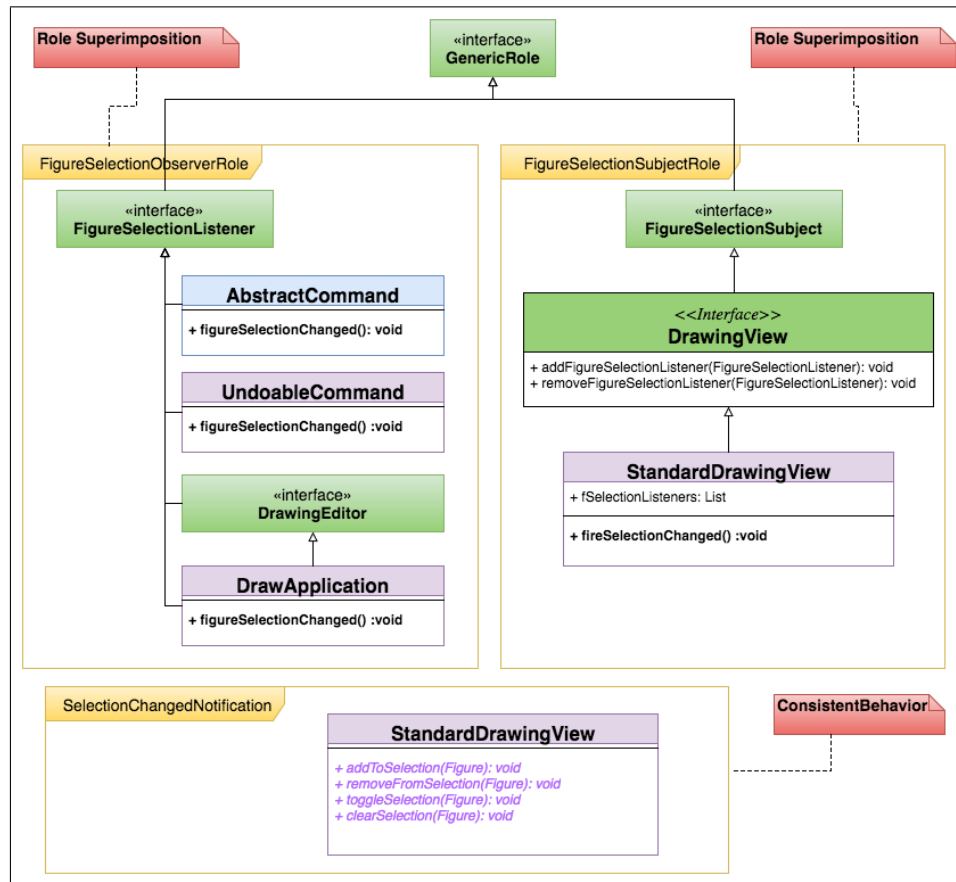 Role Superimposition
«interface»
GenericRole
Role Superimposition
FigureSelectionObserverRole
«interface»
FigureSelectionListener
AbstractCommand
+ figureSelectionChanged(): void
UndoableCommand
+ figureSelectionChanged() :void
«interface»
DrawingEditor
DrawApplication
+ figureSelectionChanged() :void
FigureSelectionSubjectRole
«interface»
FigureSelectionSubject
<<Interface>>
DrawingView
+ addFigureSelectionListener(FigureSelectionListener): void
+ removeFigureSelectionListener(FigureSelectionListener): void
StandardDrawingView
+ fSelectionListeners: List
+ fireSelectionChanged() :void
SelectionChangedNotification
StandardDrawingView
+ addToSelection(Figure): void
+ removeFromSelection(Figure): void
+ toggleSelection(Figure): void
+ clearSelection(Figure): void
ConsistentBehavior